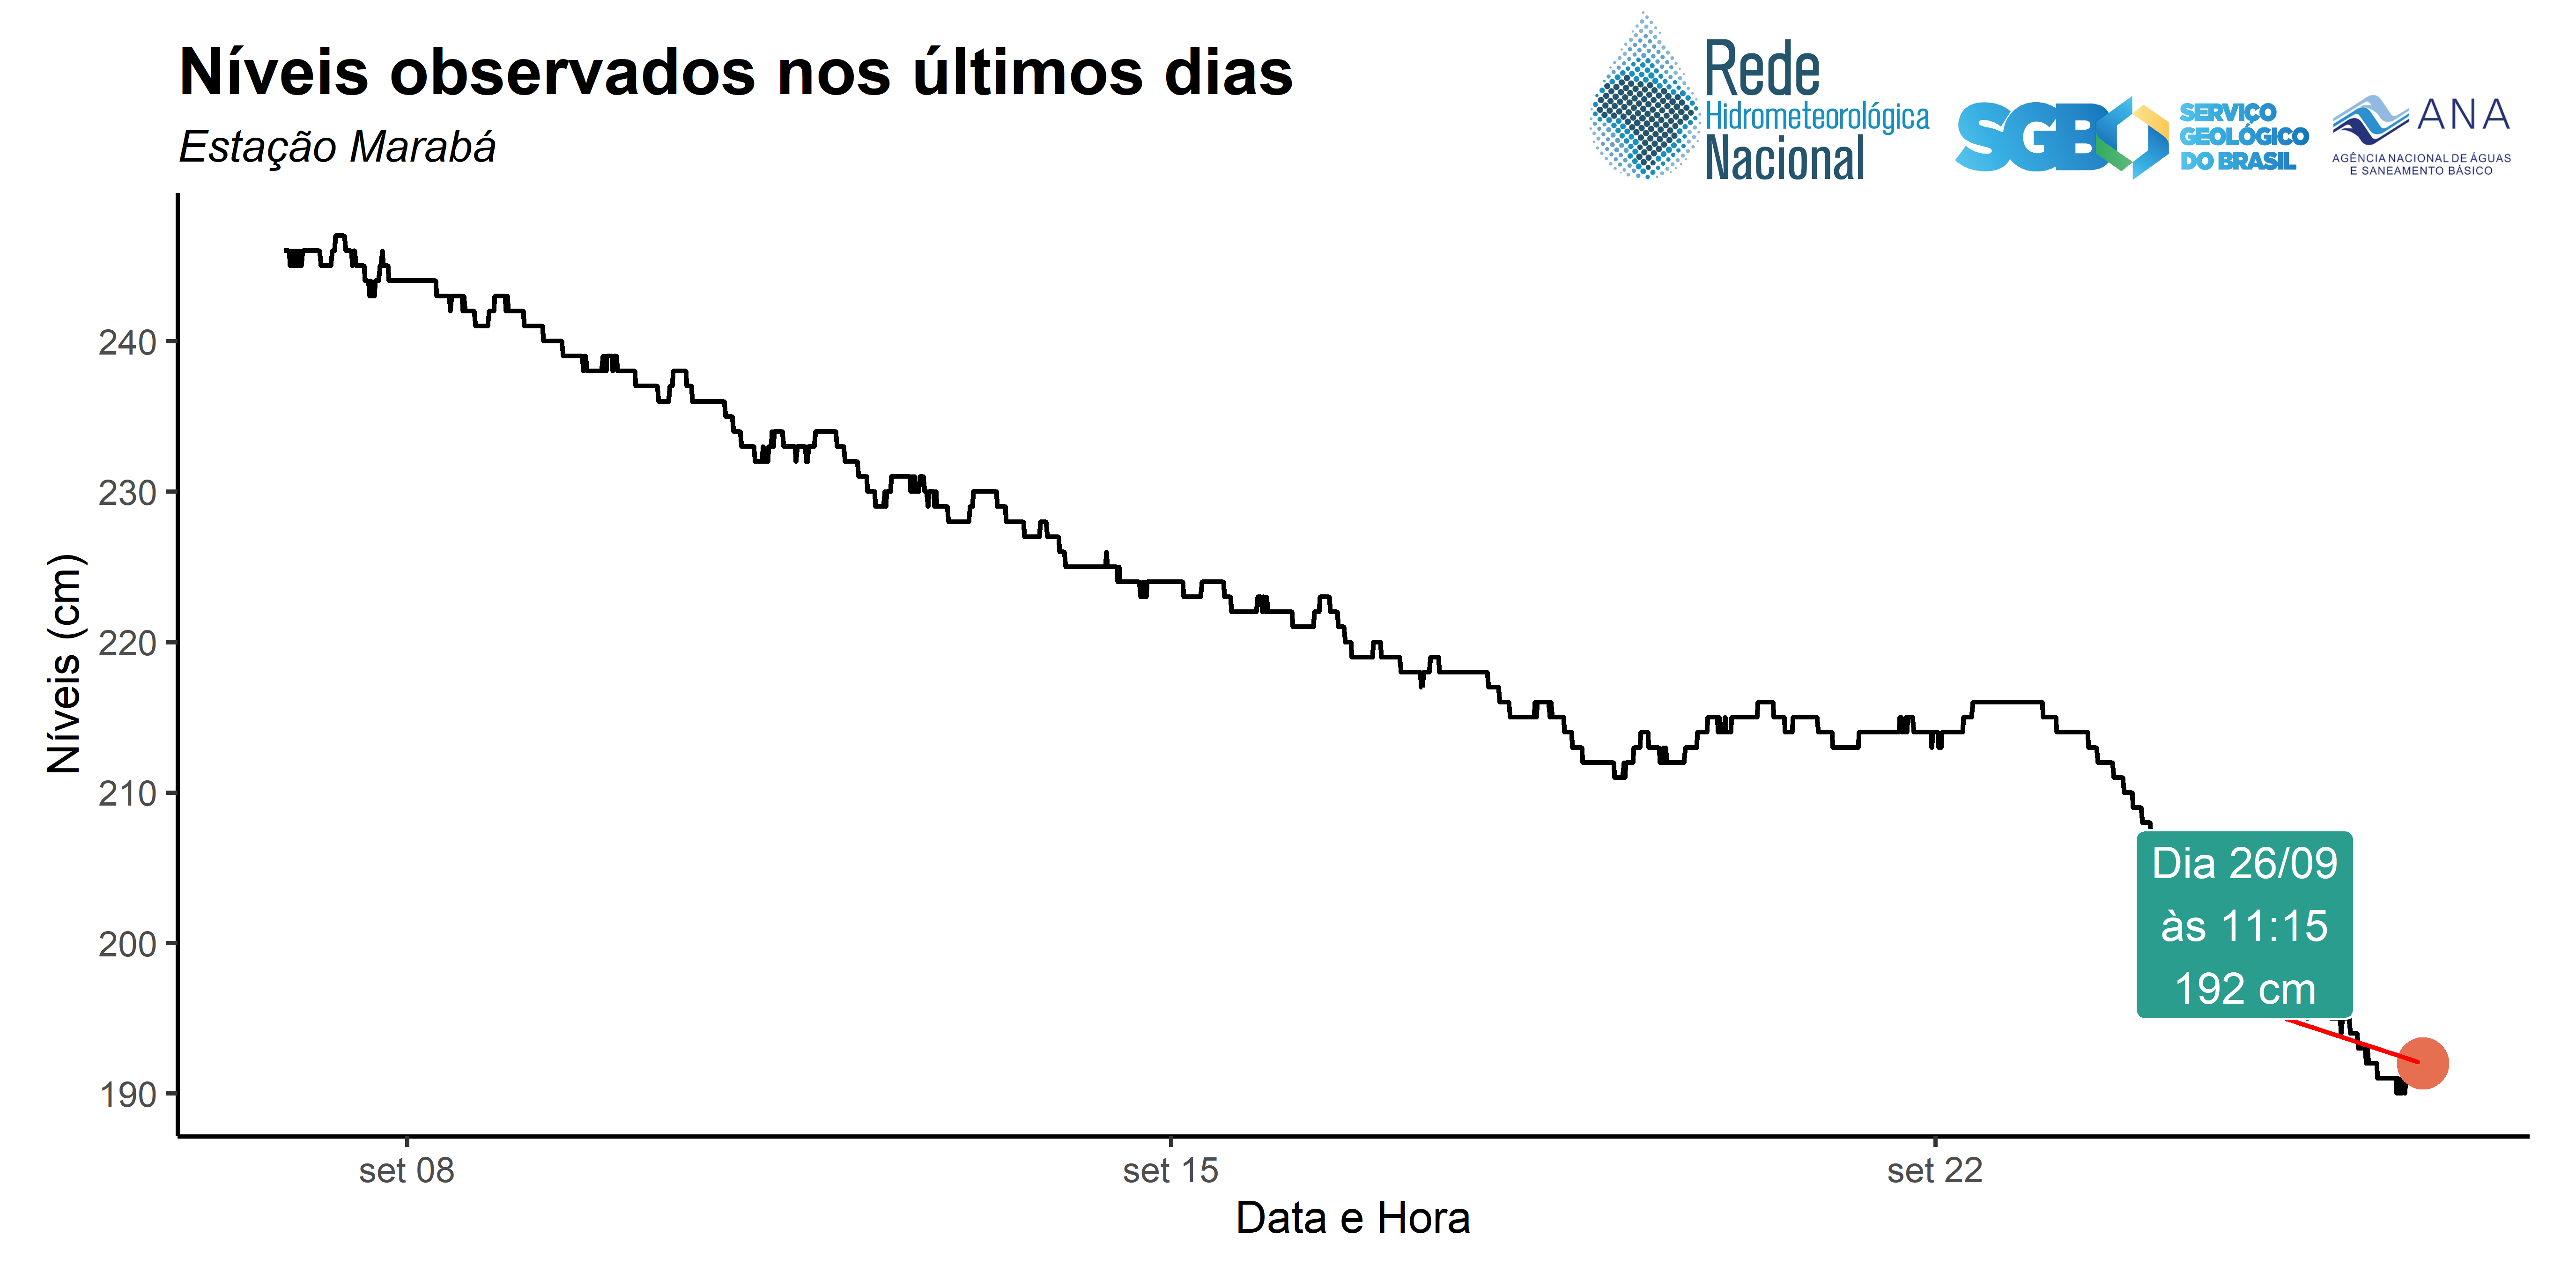 Níveis observados nos últimos dias
Estação Marabá
Rede
Hidrometeorológica
Nacional
SGB
SERVIÇO
GEOLÓGICO
DO BRASIL
ANA
AGÊNCIA NACIONAL DE ÁGUAS
E SANEAMENTO BÁSICO
Níveis (cm)
240
230
220
210
200
190
Dia 26/09
às 11:15
192 cm
set 08
set 15
set 22
Data e Hora